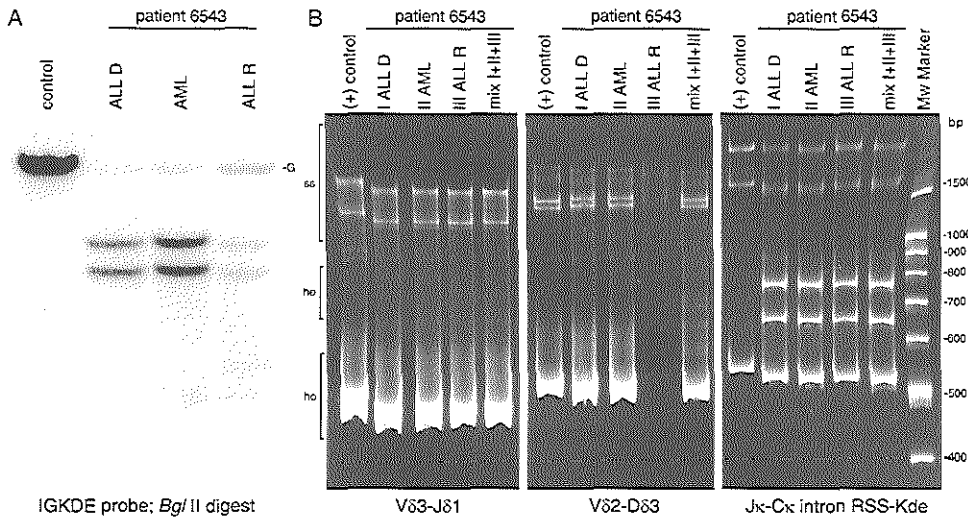 A
patient 6543
control
ALL D
AML
ALL R
-G
IGKDE probe; Bgl II digest
B
patient 6543
patient 6543
patient 6543
(+) control
I ALL D
II AML
III ALL R
mix I+II+III
(+) control
I ALL D
II AML
III ALL R
mix I+II+III
(+) control
I ALL D
II AML
III ALL R
mix I+II+III
Mw Marker
bp
ss
he
ho
-1500
-1000
-900
-800
-700
-600
-500
-400
Vδ3-Jδ1
Vδ2-Dδ3
Jκ-Cκ intron RSS-Kde